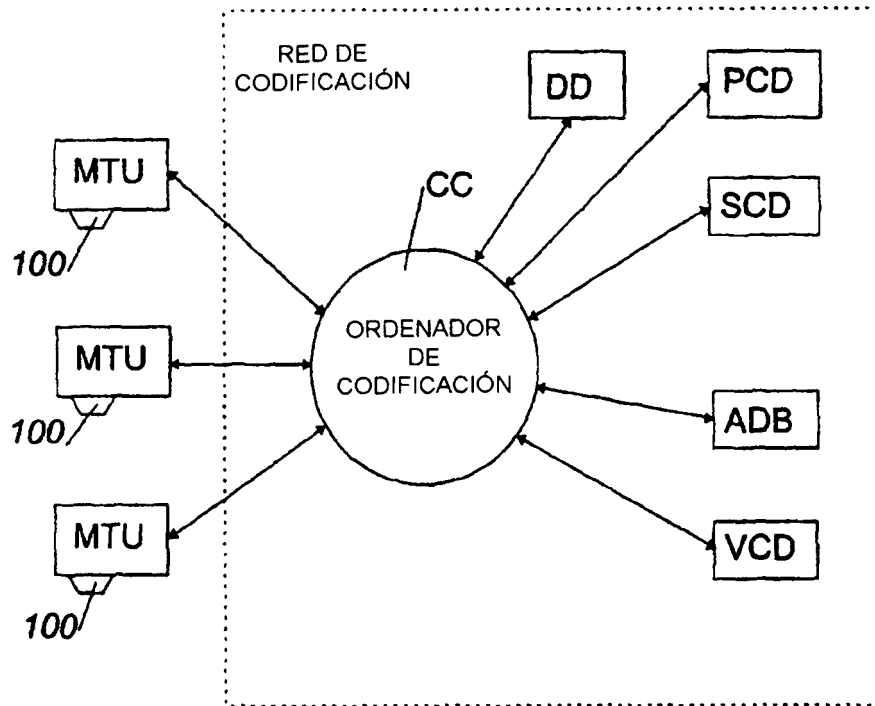 RED DE
CODIFICACIÓN
DD
PCD
MTU
100
SCD
CC
MTU
100
ORDENADOR
DE
CODIFICACIÓN
ADB
MTU
100
VCD